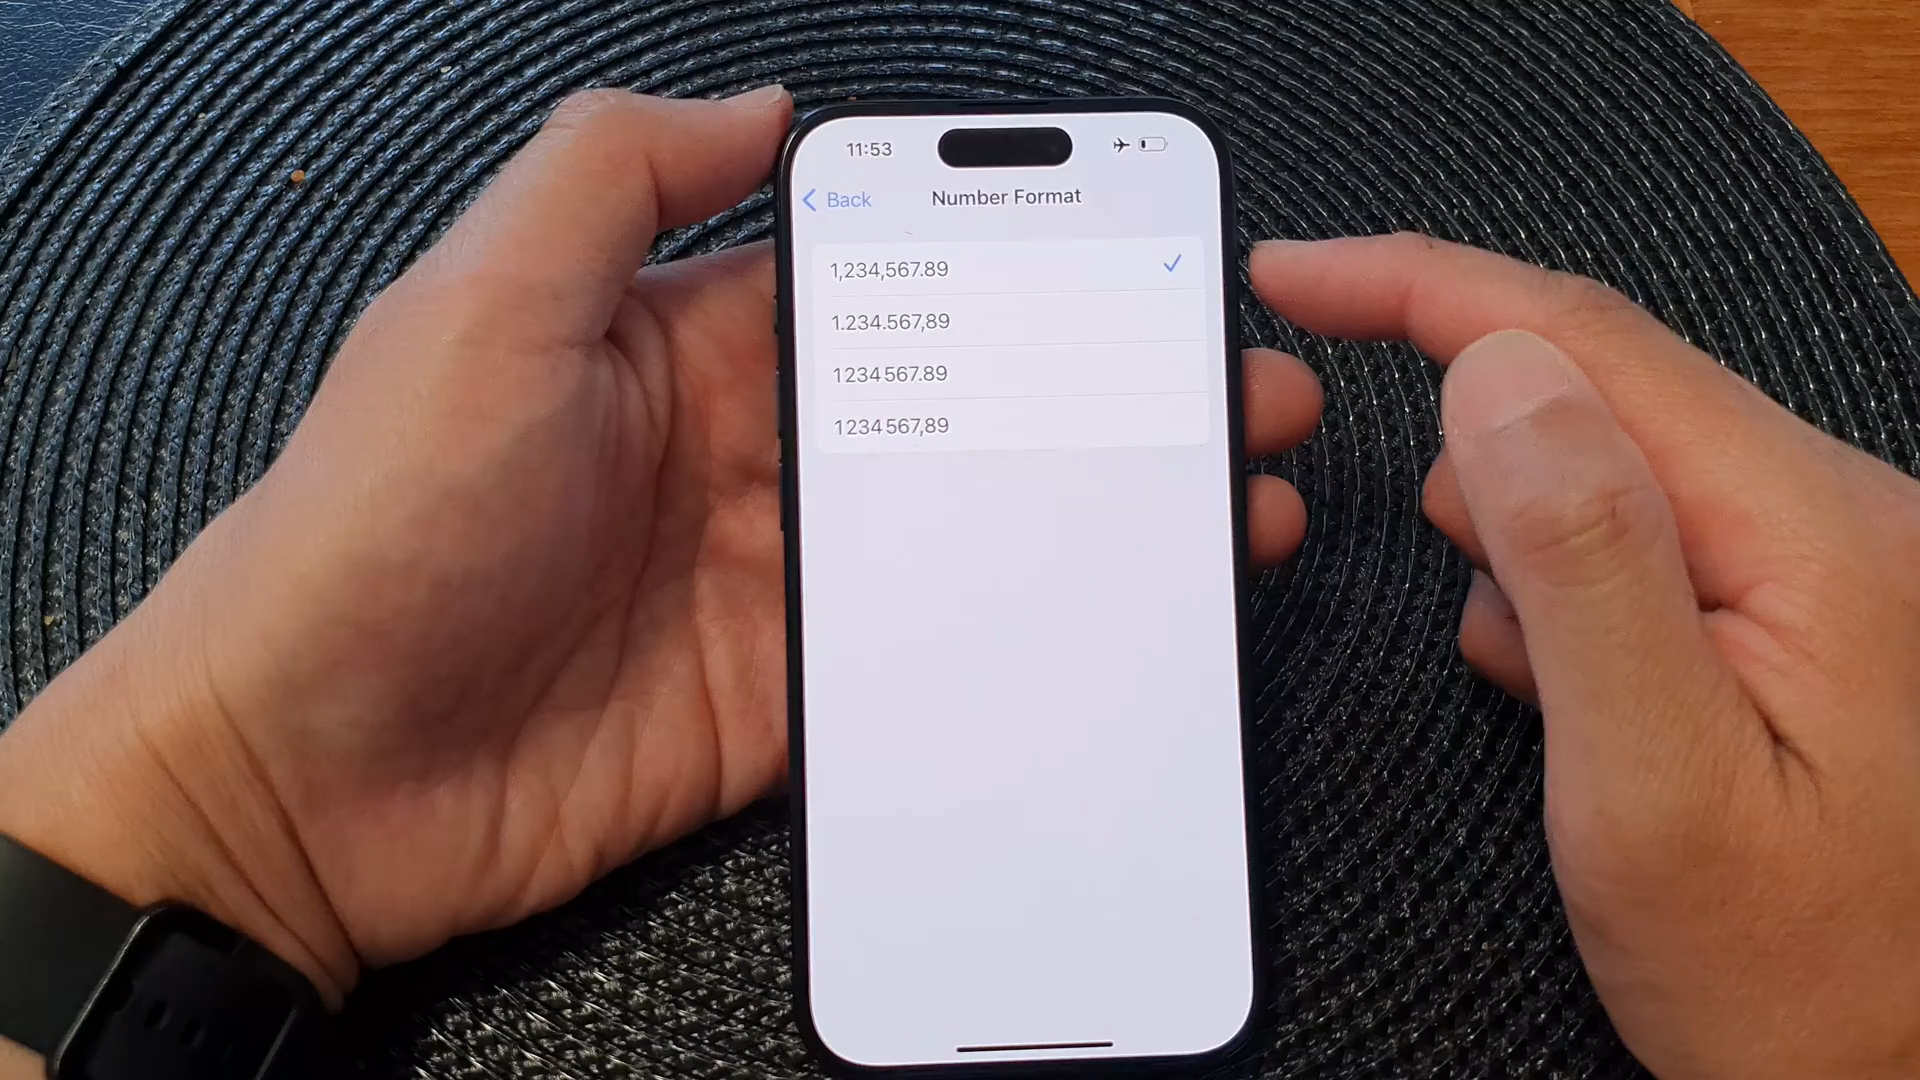 11:53
Back
Number Format
1,234,567.89
1.234.567,89
1 234 567.89
1 234 567,89